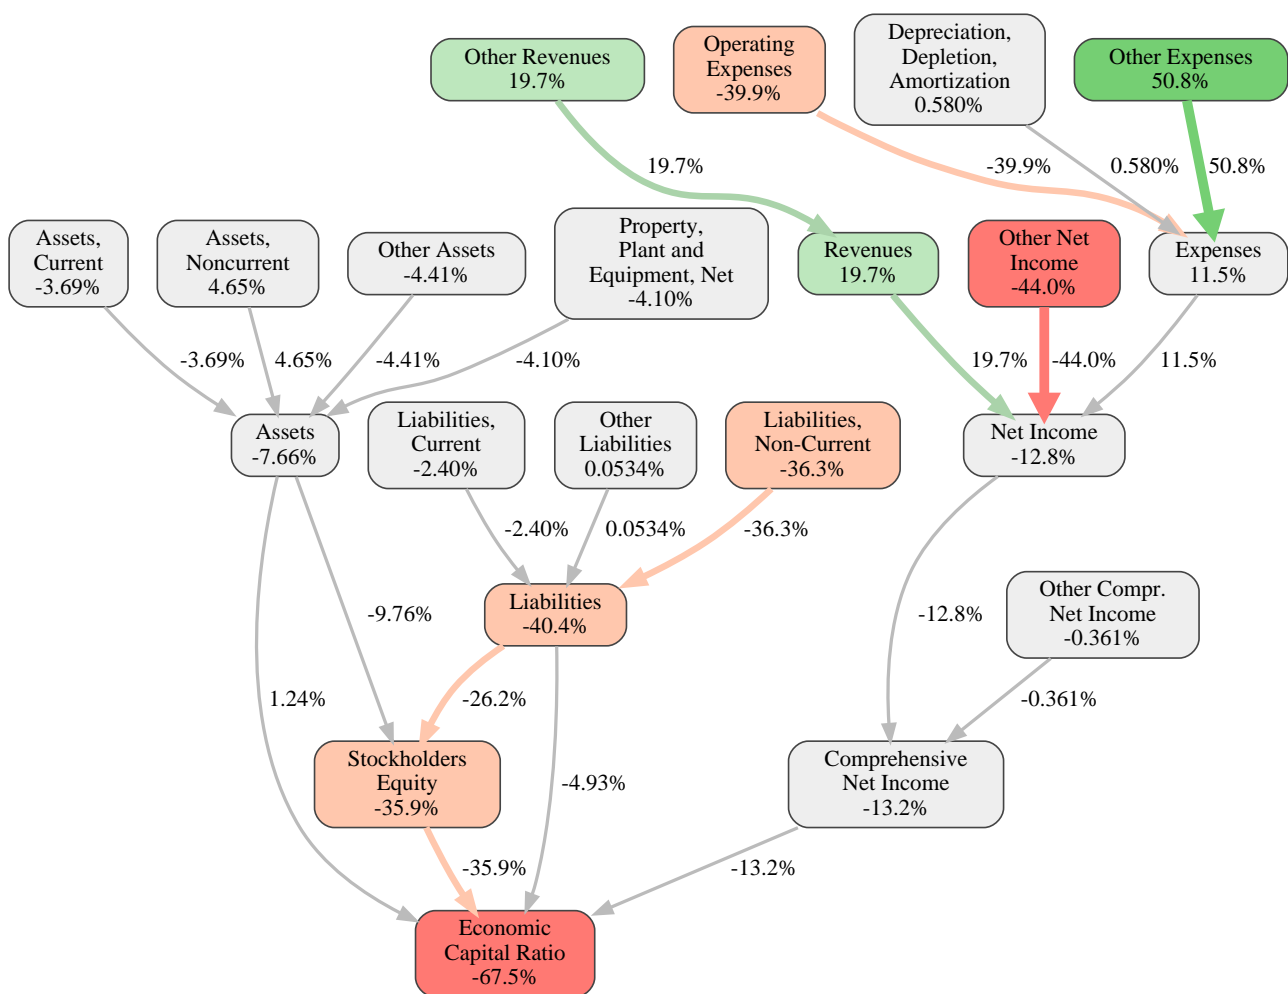 Other Revenues
19.7%
Operating
Expenses
-39.9%
Depreciation,
Depletion,
Amortization
0.580%
Other Expenses
50.8%
19.7%
-39.9%
0.580%
50.8%
Assets,
Current
-3.69%
Assets,
Noncurrent
4.65%
Other Assets
-4.41%
Property,
Plant and
Equipment, Net
-4.10%
Revenues
19.7%
Other Net
Income
-44.0%
Expenses
11.5%
-3.69%
4.65%
-4.41%
-4.10%
19.7%
-44.0%
11.5%
Assets
-7.66%
Liabilities,
Current
-2.40%
Other
Liabilities
0.0534%
Liabilities,
Non-Current
-36.3%
Net Income
-12.8%
-2.40%
0.0534%
-36.3%
Liabilities
-40.4%
-9.76%
-12.8%
Other Compr.
Net Income
-0.361%
1.24%
-26.2%
-0.361%
Stockholders
Equity
-35.9%
-4.93%
Comprehensive
Net Income
-13.2%
-35.9%
-13.2%
Economic
Capital Ratio
-67.5%